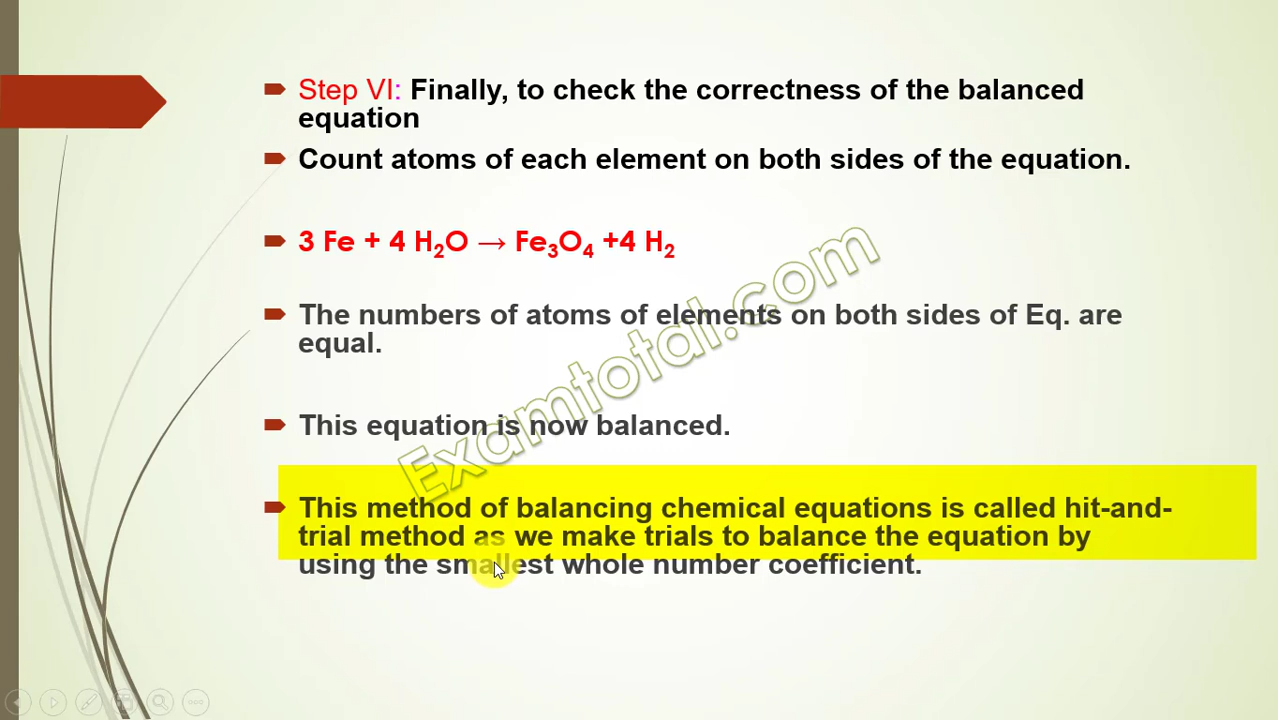 Step VI: Finally, to check the correctness of the balanced
equation
Count atoms of each element on both sides of the equation.
3 Fe + 4 H₂O → Fe₃O₄ +4 H₂
The numbers of atoms of elements on both sides of Eq. are
equal.
This equation is now balanced.
This method of balancing chemical equations is called hit-and-
trial method as we make trials to balance the equation by
using the smallest whole number coefficient.
Examtotal.com